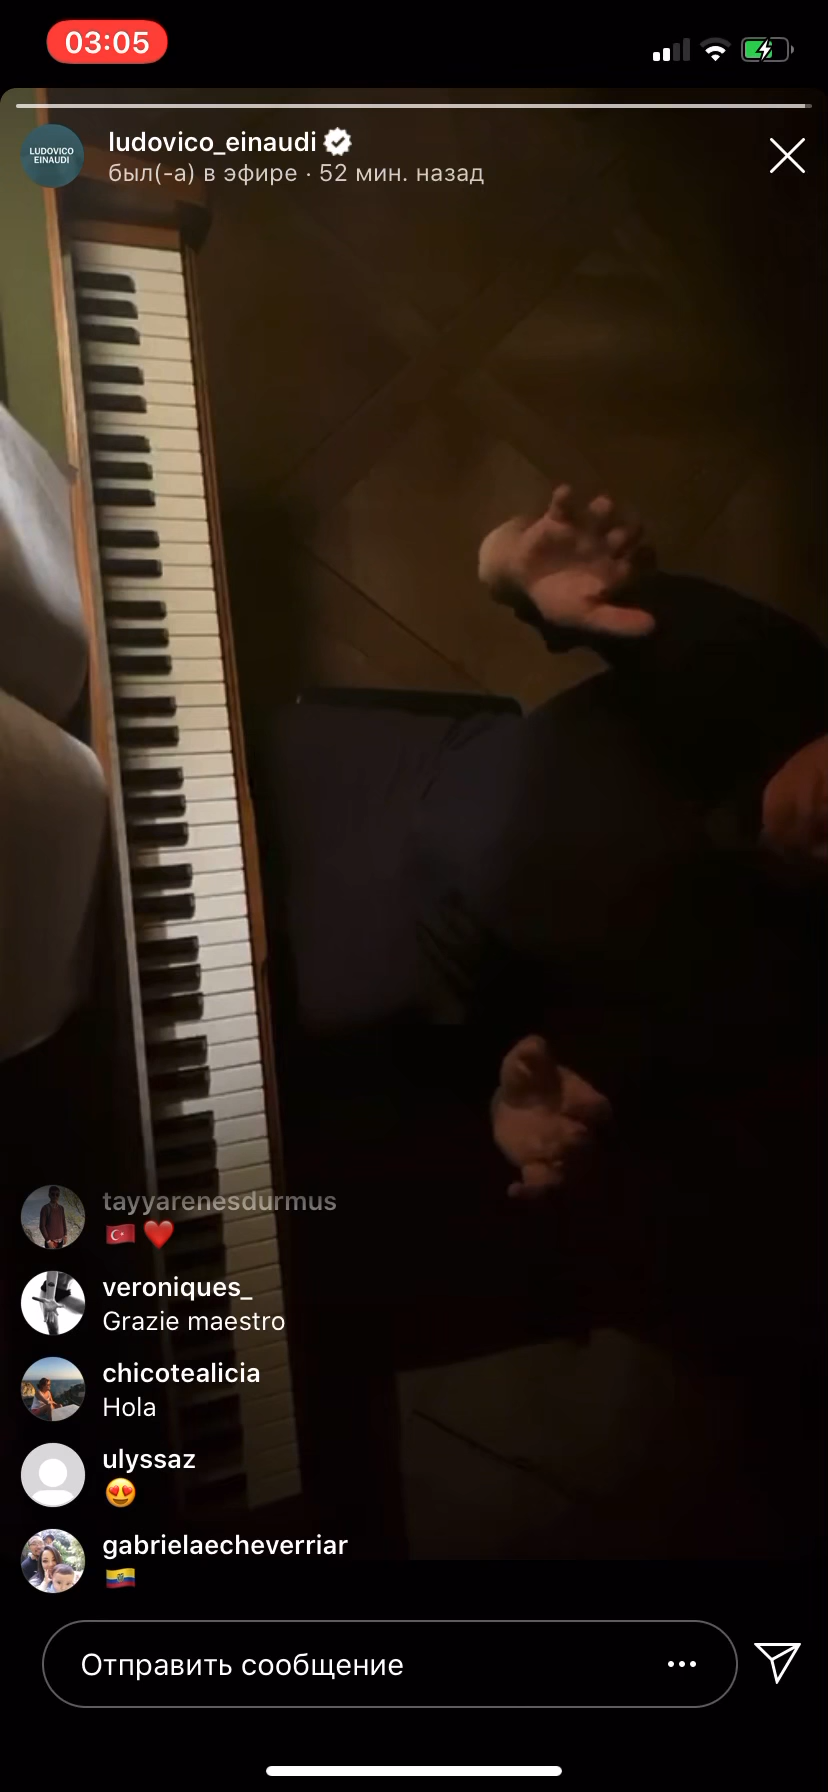 03:05
LUDOVICO
EINAUDI
ludovico_einaudi
был(-а) в эфире · 52 мин. назад
tayyarenesdurmus
🇹🇷 ❤️
veroniques_
Grazie maestro
chicotealicia
Hola
ulyssaz
😍
gabrielaecheverriar
🇪🇨
Отправить сообщение